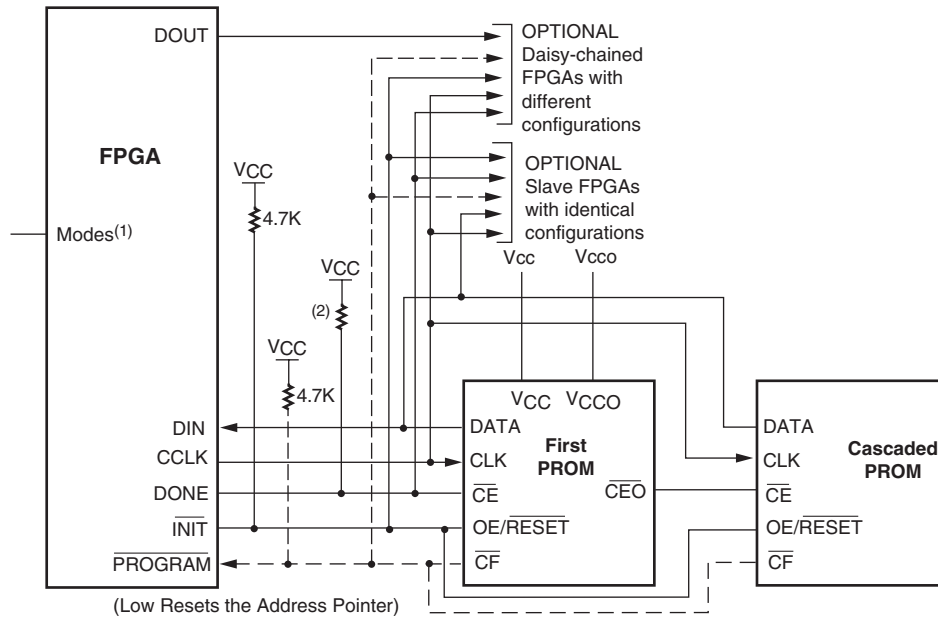 DOUT
OPTIONAL
Daisy-chained
FPGAs with
different
configurations
FPGA
OPTIONAL
Slave FPGAs
with identical
configurations
VCC
4.7K
Modes(1)
Vcc
Vcco
VCC
(2)
VCC
4.7K
VCC
VCCO
DIN
DATA
DATA
First
PROM
CCLK
CLK
CLK
Cascaded
PROM
DONE
CE
CEO
CE
INIT
OE/RESET
OE/RESET
PROGRAM
CF
CF
(Low Resets the Address Pointer)